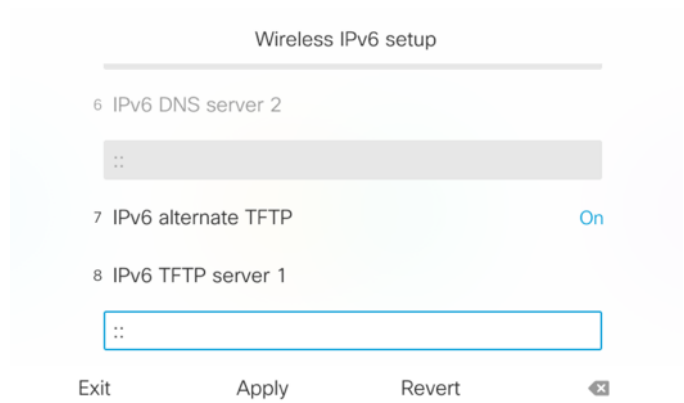 Wireless IPv6 setup
6 IPv6 DNS server 2
::
7 IPv6 alternate TFTP On
8 IPv6 TFTP server 1
::
Exit Apply Revert